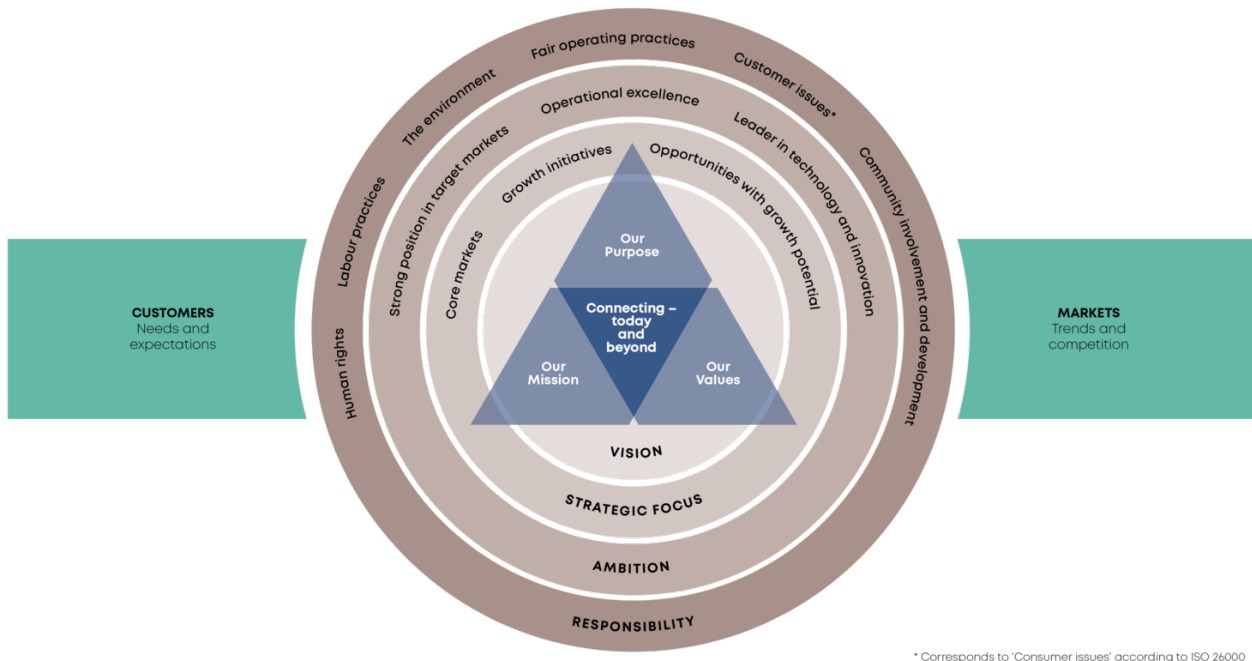 Human rights
Labour practices
The environment
Fair operating practices
Customer issues*
Community involvement and development
Strong position in target markets
Operational excellence
Leader in technology and innovation
Core markets
Growth initiatives
Opportunities with growth potential
Our
Purpose
Connecting –
today
and
beyond
Our
Mission
Our
Values
VISION
STRATEGIC FOCUS
AMBITION
RESPONSIBILITY
CUSTOMERS
Needs and
expectations
MARKETS
Trends and
competition
* Corresponds to 'Consumer issues' according to ISO 26000